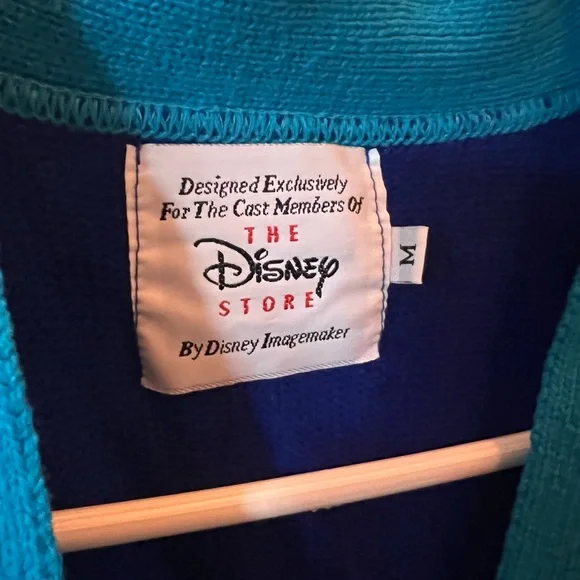 Designed Exclusively
For The Cast Members Of
THE
Disney
STORE
By Disney Imagemaker
M